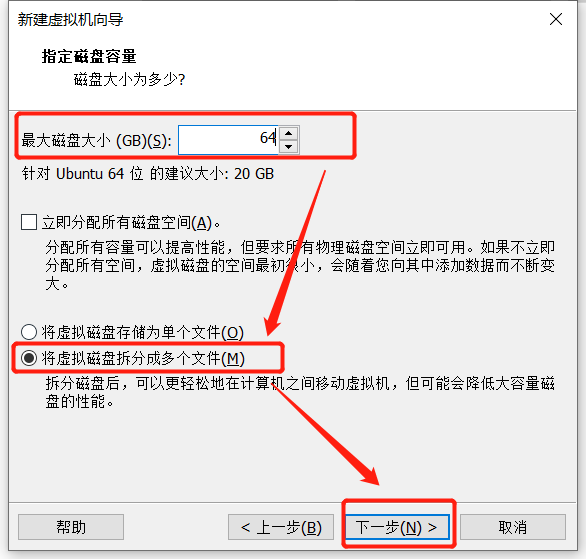 新建虚拟机向导
指定磁盘容量
磁盘大小为多少?
最大磁盘大小 (GB)(S): 64
针对 Ubuntu 64 位 的建议大小: 20 GB
立即分配所有磁盘空间(A)。
分配所有容量可以提高性能，但要求所有物理磁盘空间立即可用。如果不立即
分配所有空间，虚拟磁盘的空间最初很小，会随着您向其中添加数据而不断变
大。
将虚拟磁盘存储为单个文件(O)
将虚拟磁盘拆分成多个文件(M)
拆分磁盘后，可以更轻松地在计算机之间移动虚拟机，但可能会降低大容量磁
盘的性能。
帮助 < 上一步(B) 下一步(N) > 取消